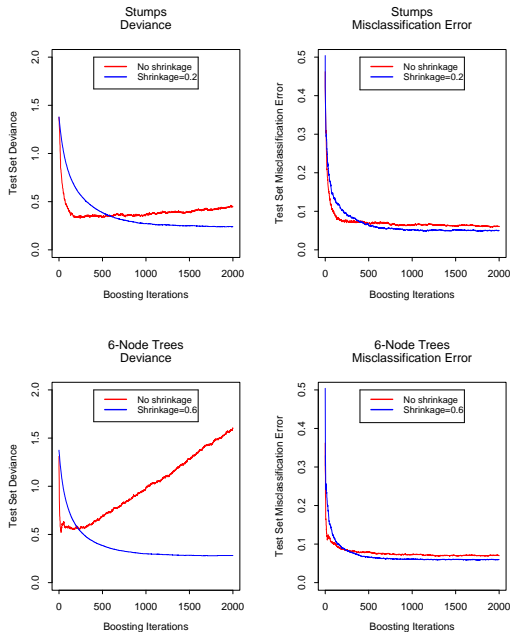 Stumps
Deviance
No shrinkage
Shrinkage=0.2
Test Set Deviance
0.0 0.5 1.0 1.5 2.0
0 500 1000 1500 2000
Boosting Iterations
Stumps
Misclassification Error
No shrinkage
Shrinkage=0.2
Test Set Misclassification Error
0.0 0.1 0.2 0.3 0.4 0.5
0 500 1000 1500 2000
Boosting Iterations
6-Node Trees
Deviance
No shrinkage
Shrinkage=0.6
Test Set Deviance
0.0 0.5 1.0 1.5 2.0
0 500 1000 1500 2000
Boosting Iterations
6-Node Trees
Misclassification Error
No shrinkage
Shrinkage=0.6
Test Set Misclassification Error
0.0 0.1 0.2 0.3 0.4 0.5
0 500 1000 1500 2000
Boosting Iterations